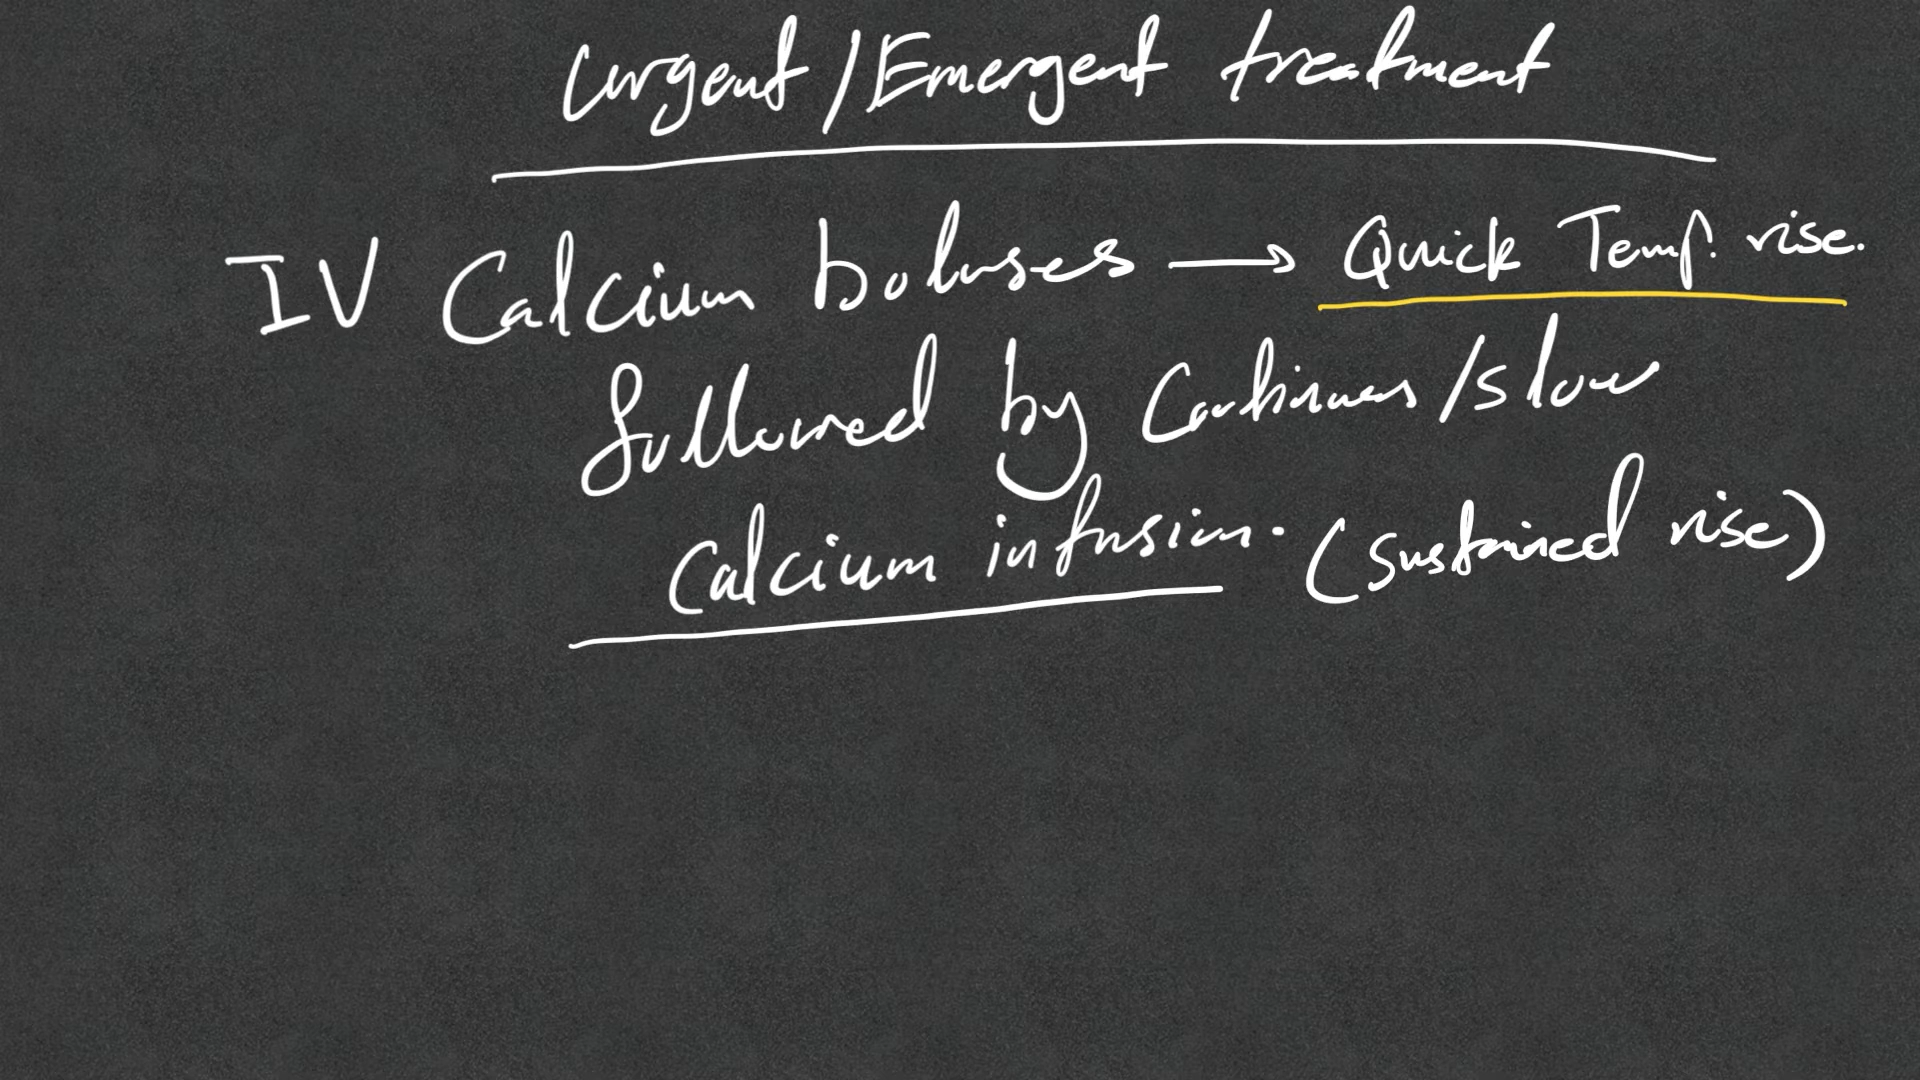 Urgent/Emergent treatment
IV Calcium boluses → Quick Temp. rise.
followed by Continuous/slow
Calcium infusion. (sustained rise)